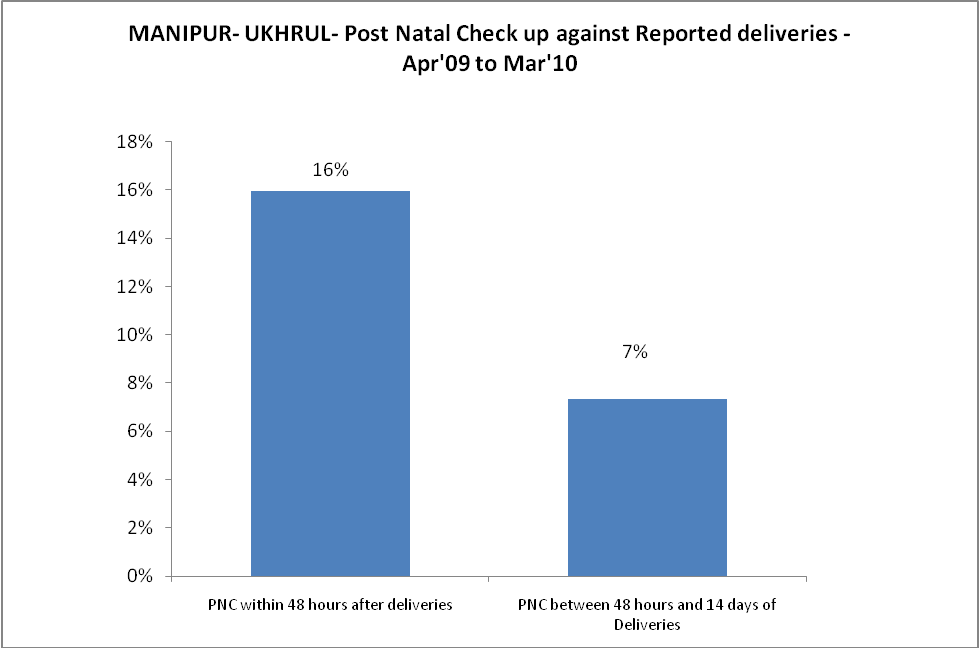 MANIPUR- UKHRUL- Post Natal Check up against Reported deliveries -
Apr'09 to Mar'10
18%
16%
14%
12%
10%
8%
6%
4%
2%
0%
16%
7%
PNC within 48 hours after deliveries
PNC between 48 hours and 14 days of
Deliveries